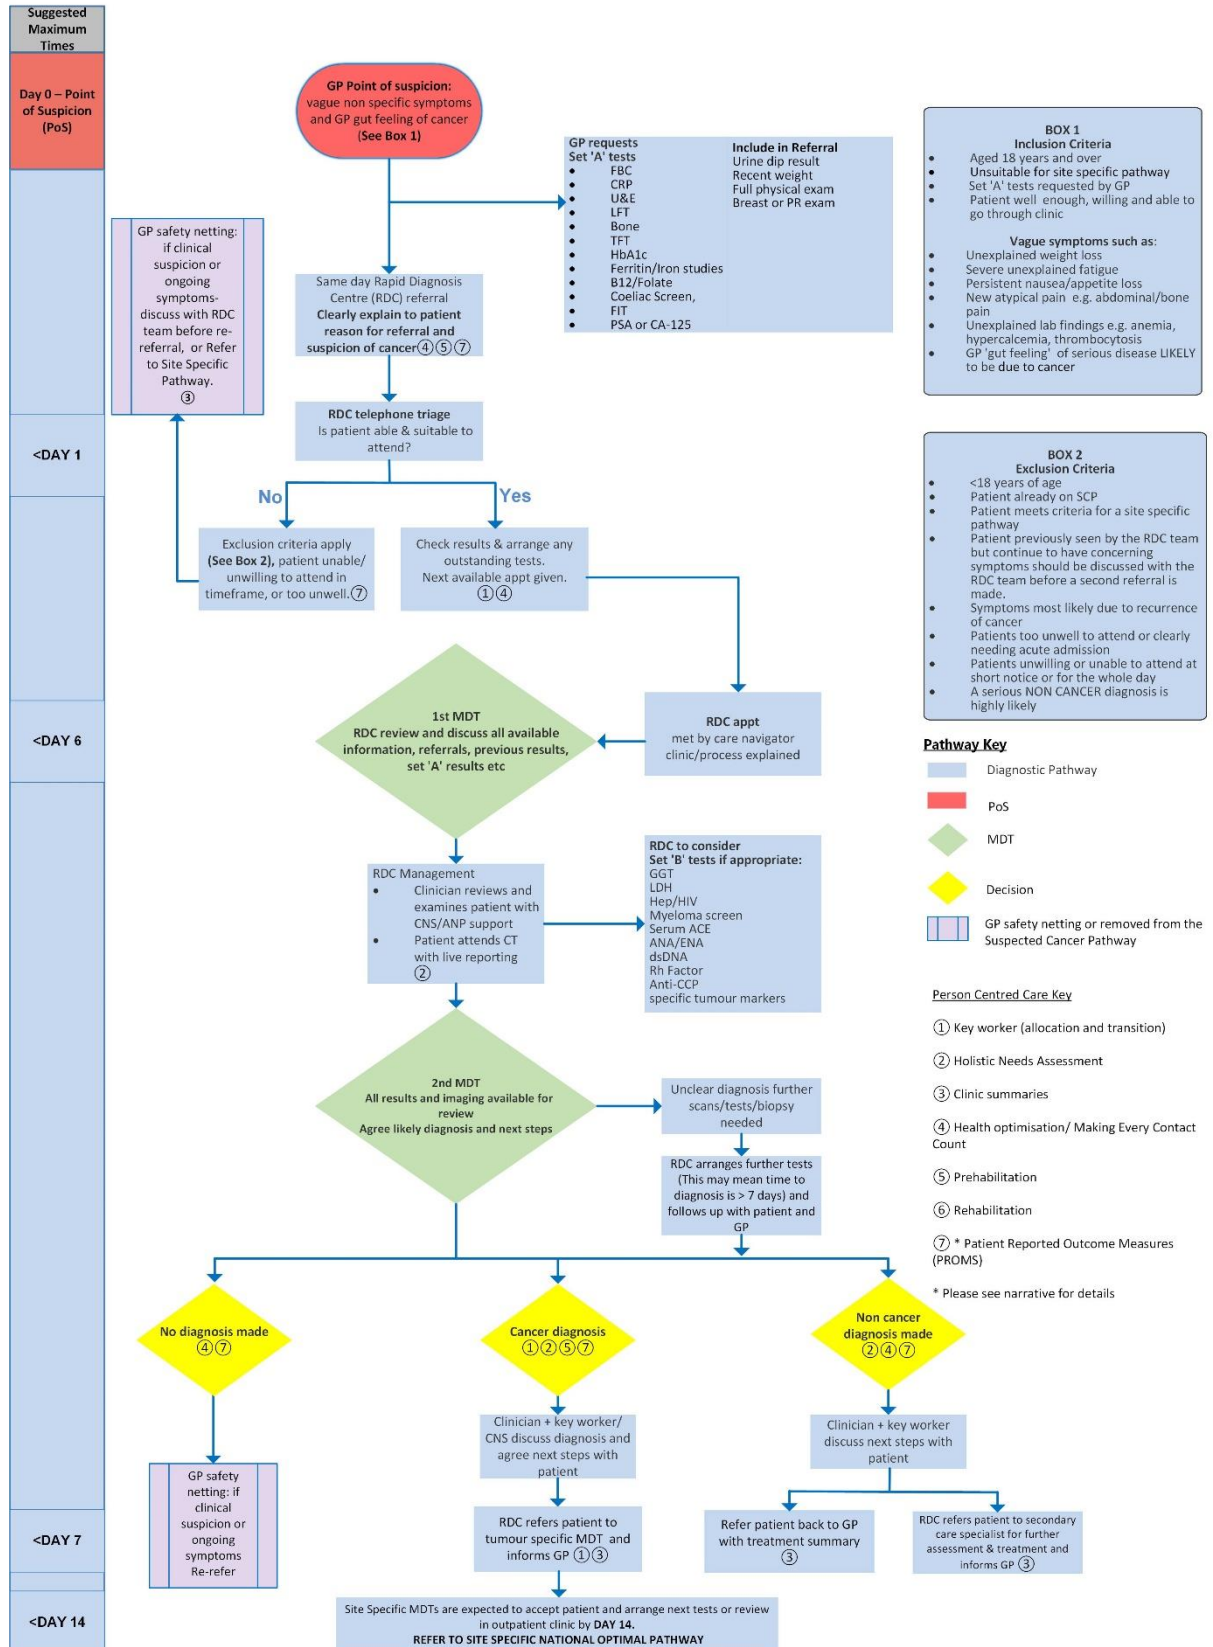 Suggested
Maximum
Times
Day 0 – Point
of Suspicion
(PoS)
<DAY 1
<DAY 6
<DAY 7
<DAY 14
GP Point of suspicion:
vague non specific symptoms
and GP gut feeling of cancer
(See Box 1)
GP requests
Set 'A' tests
• FBC
• CRP
• U&E
• LFT
• Bone
• TFT
• HbA1c
• Ferritin/Iron studies
• B12/Folate
• Coeliac Screen,
• FIT
• PSA or CA-125
Include in Referral
Urine dip result
Recent weight
Full physical exam
Breast or PR exam
BOX 1
Inclusion Criteria
• Aged 18 years and over
• Unsuitable for site specific pathway
• Set 'A' tests requested by GP
• Patient well enough, willing and able to
go through clinic
Vague symptoms such as:
• Unexplained weight loss
• Severe unexplained fatigue
• Persistent nausea/appetite loss
• New atypical pain e.g. abdominal/bone
pain
• Unexplained lab findings e.g. anemia,
hypercalcemia, thrombocytosis
• GP 'gut feeling' of serious disease LIKELY
to be due to cancer
GP safety netting:
if clinical
suspicion or
ongoing
symptoms-
discuss with RDC
team before re-
referral, or Refer
to Site Specific
Pathway.
③
Same day Rapid Diagnosis
Centre (RDC) referral
Clearly explain to patient
reason for referral and
suspicion of cancer④⑤⑦
RDC telephone triage
Is patient able & suitable to
attend?
No
Yes
Exclusion criteria apply
(See Box 2), patient unable/
unwilling to attend in
timeframe, or too unwell.⑦
Check results & arrange any
outstanding tests.
Next available appt given.
①④
BOX 2
Exclusion Criteria
• <18 years of age
• Patient already on SCP
• Patient meets criteria for a site specific
pathway
• Patient previously seen by the RDC team
but continue to have concerning
symptoms should be discussed with the
RDC team before a second referral is
made.
• Symptoms most likely due to recurrence
of cancer
• Patients too unwell to attend or clearly
needing acute admission
• Patients unwilling or unable to attend at
short notice or for the whole day
• A serious NON CANCER diagnosis is
highly likely
1st MDT
RDC review and discuss all available
information, referrals, previous results,
set 'A' results etc
RDC appt
met by care navigator
clinic/process explained
Pathway Key
Diagnostic Pathway
PoS
MDT
Decision
GP safety netting or removed from the
Suspected Cancer Pathway
RDC Management
• Clinician reviews and
examines patient with
CNS/ANP support
• Patient attends CT
with live reporting
②
RDC to consider
Set 'B' tests if appropriate:
GGT
LDH
Hep/HIV
Myeloma screen
Serum ACE
ANA/ENA
dsDNA
Rh Factor
Anti-CCP
specific tumour markers
Person Centred Care Key
① Key worker (allocation and transition)
② Holistic Needs Assessment
③ Clinic summaries
④ Health optimisation/ Making Every Contact
Count
⑤ Prehabilitation
⑥ Rehabilitation
⑦ * Patient Reported Outcome Measures
(PROMS)
* Please see narrative for details
2nd MDT
All results and imaging available for
review
Agree likely diagnosis and next steps
Unclear diagnosis further
scans/tests/biopsy
needed
RDC arranges further tests
(This may mean time to
diagnosis is > 7 days) and
follows up with patient and
GP
No diagnosis made
④⑦
Cancer diagnosis
①②⑤⑦
Non cancer
diagnosis made
②④⑦
GP safety
netting: if
clinical
suspicion or
ongoing
symptoms
Re-refer
Clinician + key worker/
CNS discuss diagnosis and
agree next steps with
patient
RDC refers patient to
tumour specific MDT and
informs GP ①③
Clinician + key worker
discuss next steps with
patient
Refer patient back to GP
with treatment summary
③
RDC refers patient to secondary
care specialist for further
assessment & treatment and
informs GP ③
Site Specific MDTs are expected to accept patient and arrange next tests or review
in outpatient clinic by DAY 14.
REFER TO SITE SPECIFIC NATIONAL OPTIMAL PATHWAY